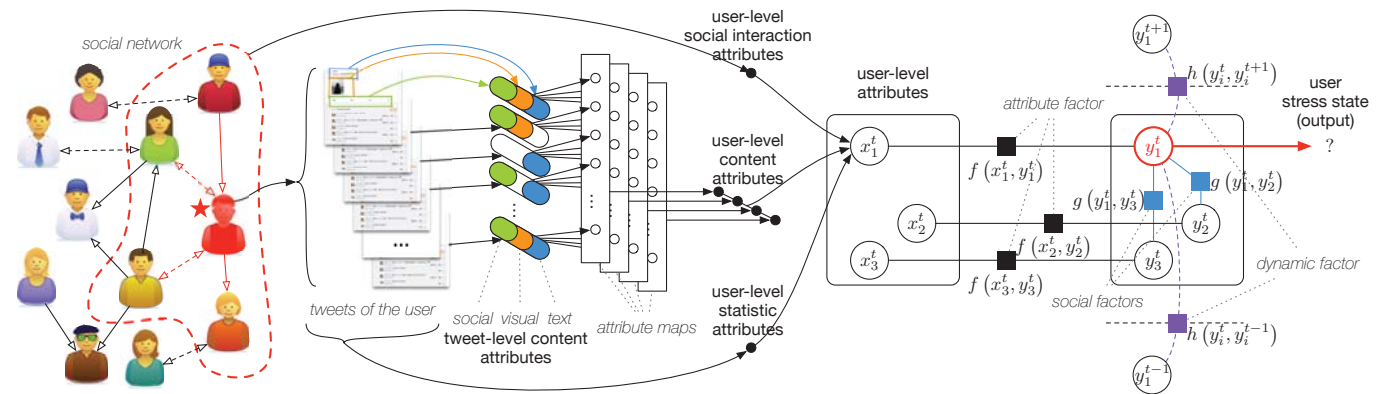 social network
tweets of the user
social visual text
tweet-level content
attributes
attribute maps
user-level
social interaction
attributes
user-level
content
attributes
user-level
statistic
attributes
user-level
attributes
x_1^t
x_2^t
x_3^t
attribute factor
f (x_1^t, y_1^t)
f (x_2^t, y_2^t)
f (x_3^t, y_3^t)
y_1^{t+1}
h (y_i^t, y_i^{t+1})
y_1^t
g (y_1^t, y_2^t)
g (y_1^t, y_3^t)
y_2^t
y_3^t
social factors
dynamic factor
h (y_i^t, y_i^{t-1})
y_1^{t-1}
user
stress state
(output)
?